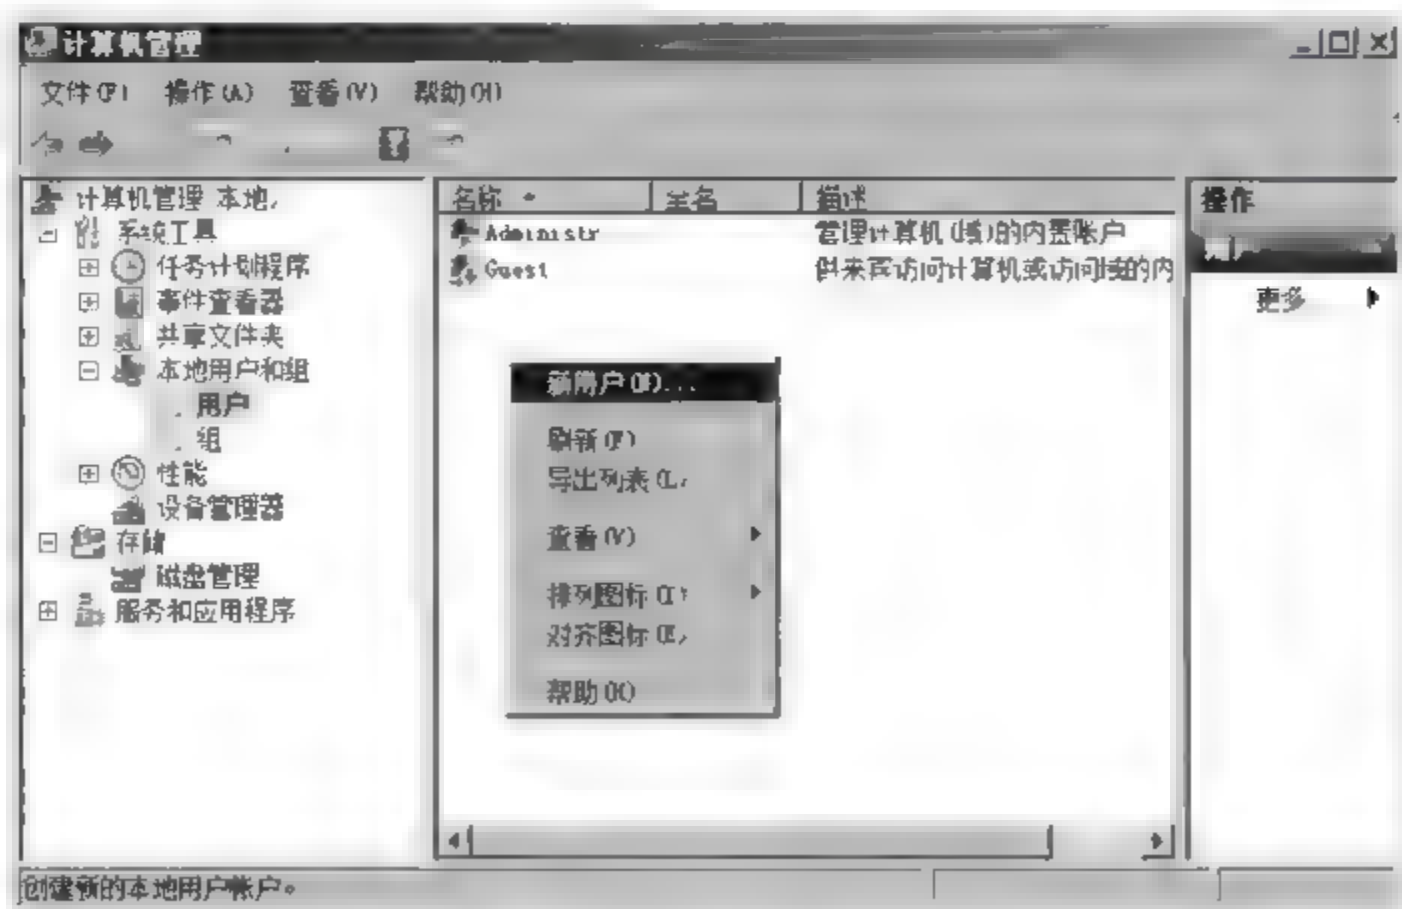 计算机管理
文件(F) 操作(A) 查看(V) 帮助(H)
计算机管理 本地
系统工具
任务计划程序
事件查看器
共享文件夹
本地用户和组
用户
组
性能
设备管理器
存储
磁盘管理
服务和应用程序
名称 全名 描述
Administr 管理计算机(域)的内置帐户
Guest 供来宾访问计算机或访问域的内
新用户(N)...
刷新(F)
导出列表(L)
查看(V)
排列图标(I)
对齐图标(E)
帮助(H)
操作
用户
更多
创建新的本地用户帐户。